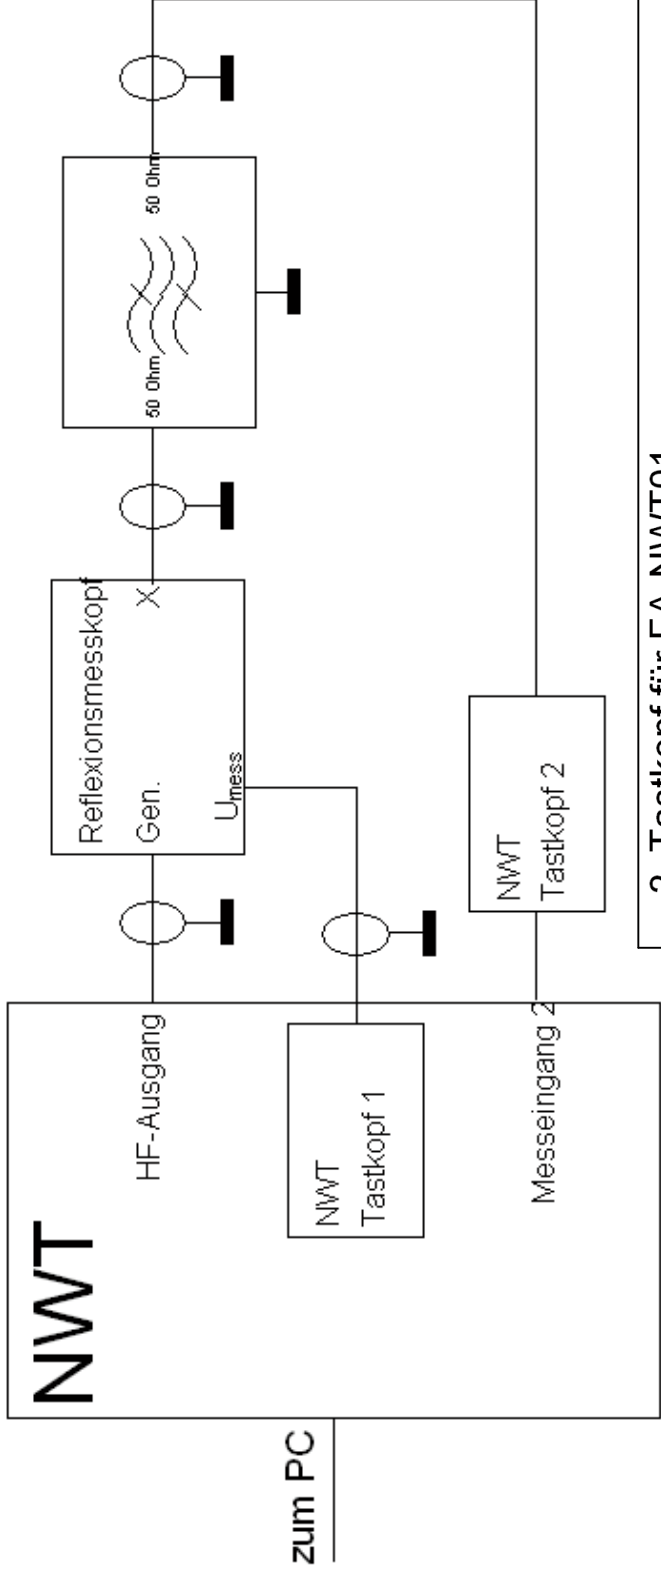 zum PC
NWT
HF-Ausgang
NWT
Tastkopf 1
Messeingang 2
Reflexionsmesskopf
Gen.
X
Umess
NWT
Tastkopf 2
50 Ohm
50 Ohm
2. Tastkopf für FA-NWT01